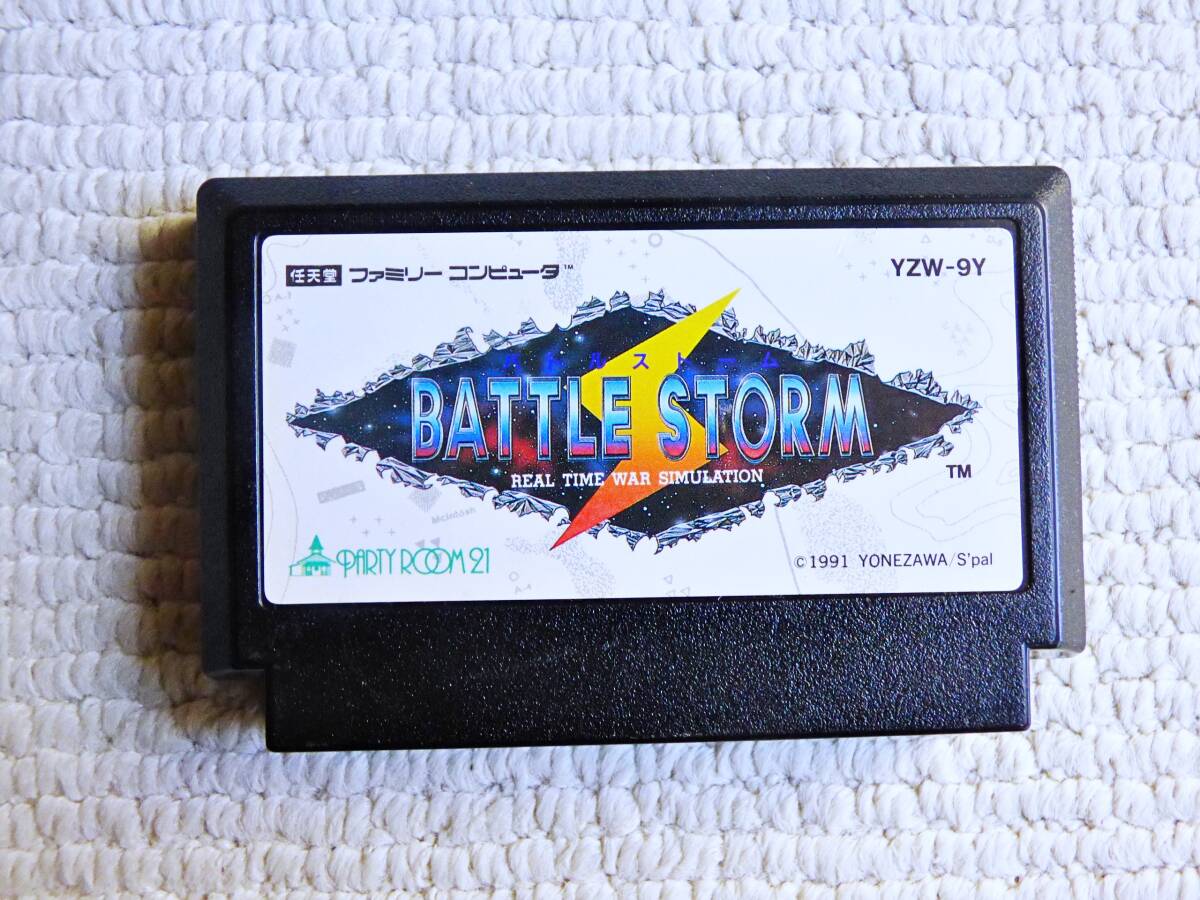 任天堂 ファミリー コンピュータ™
YZW-9Y
バトルストーム
BATTLE STORM
REAL TIME WAR SIMULATION
TM
Mcintosh
PARTY ROOM 21
©1991 YONEZAWA/S'pal